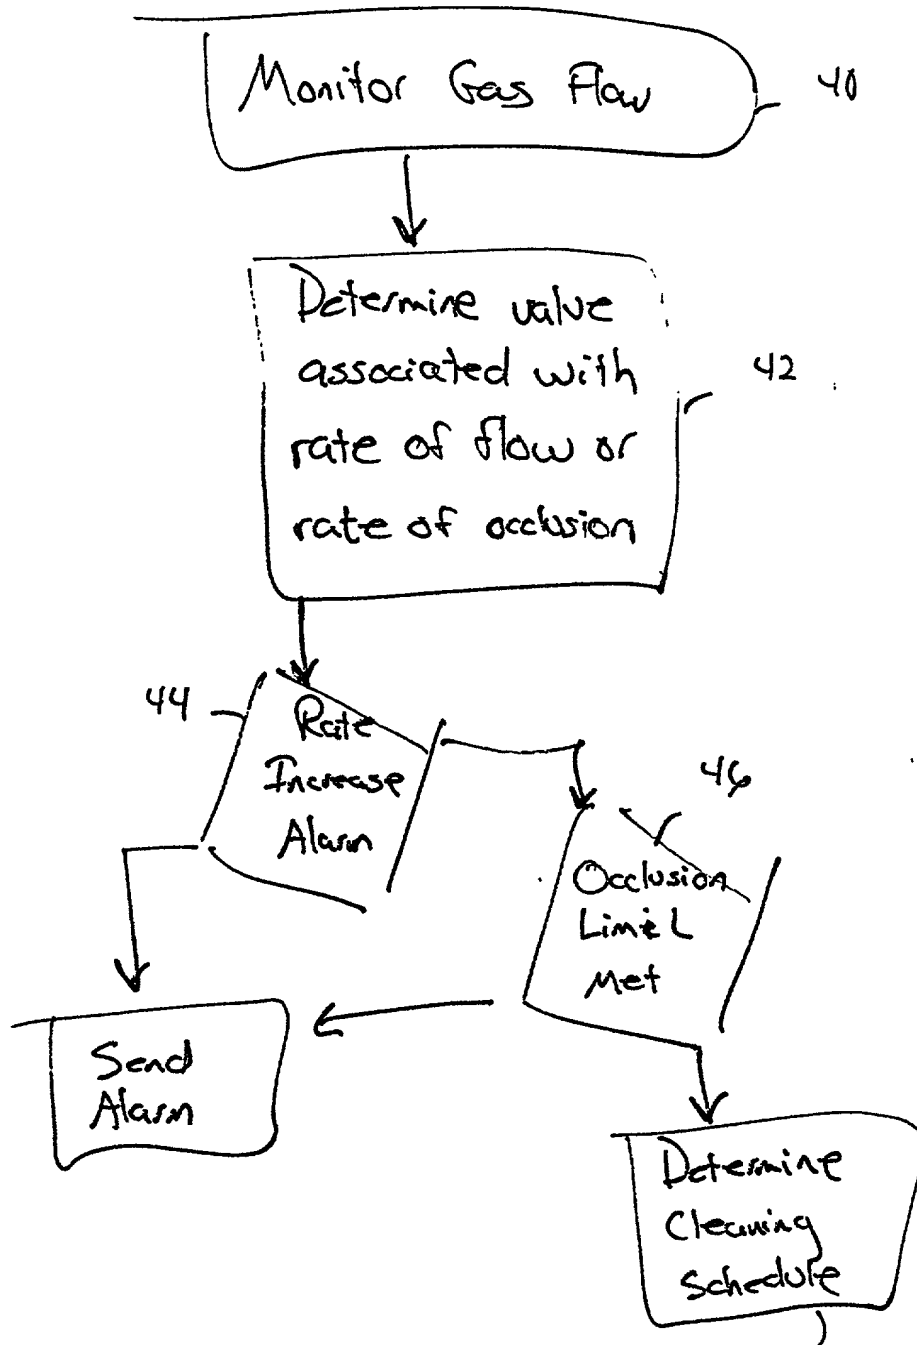 Monitor Gas Flow
40
Determine value
associated with
rate of flow or
rate of occlusion
42
44
Rate
Increase
Alarm
46
Occlusion
Limit
Met
Send
Alarm
Determine
Cleaning
Schedule